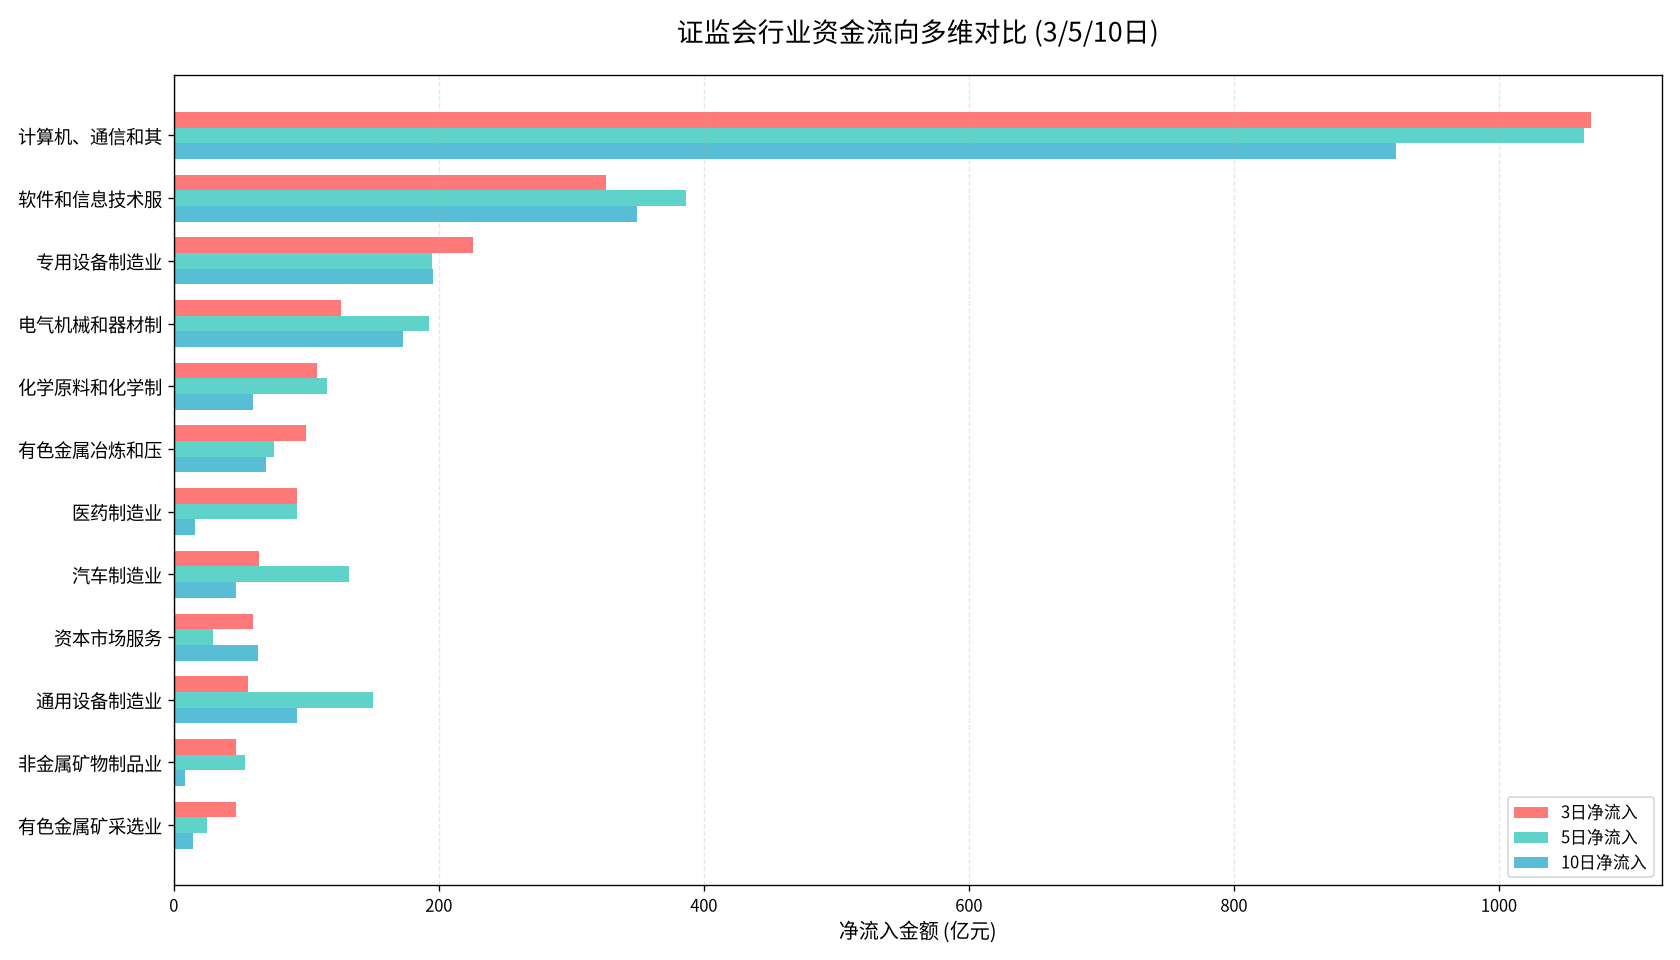 证监会行业资金流向多维对比 (3/5/10日)
计算机、通信和其
软件和信息技术服
专用设备制造业
电气机械和器材制
化学原料和化学制
有色金属冶炼和压
医药制造业
汽车制造业
资本市场服务
通用设备制造业
非金属矿物制品业
有色金属矿采选业
3日净流入
5日净流入
10日净流入
0 200 400 600 800 1000
净流入金额 (亿元)